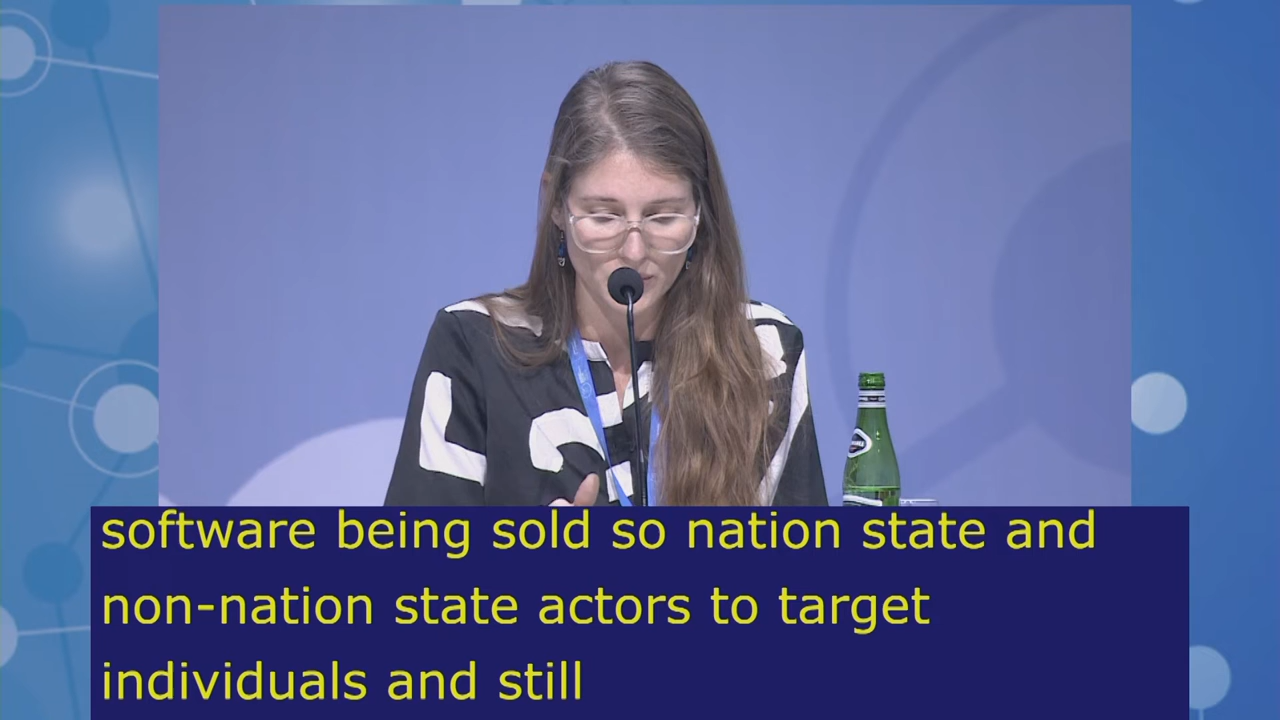 software being sold so nation state and
non-nation state actors to target
individuals and still